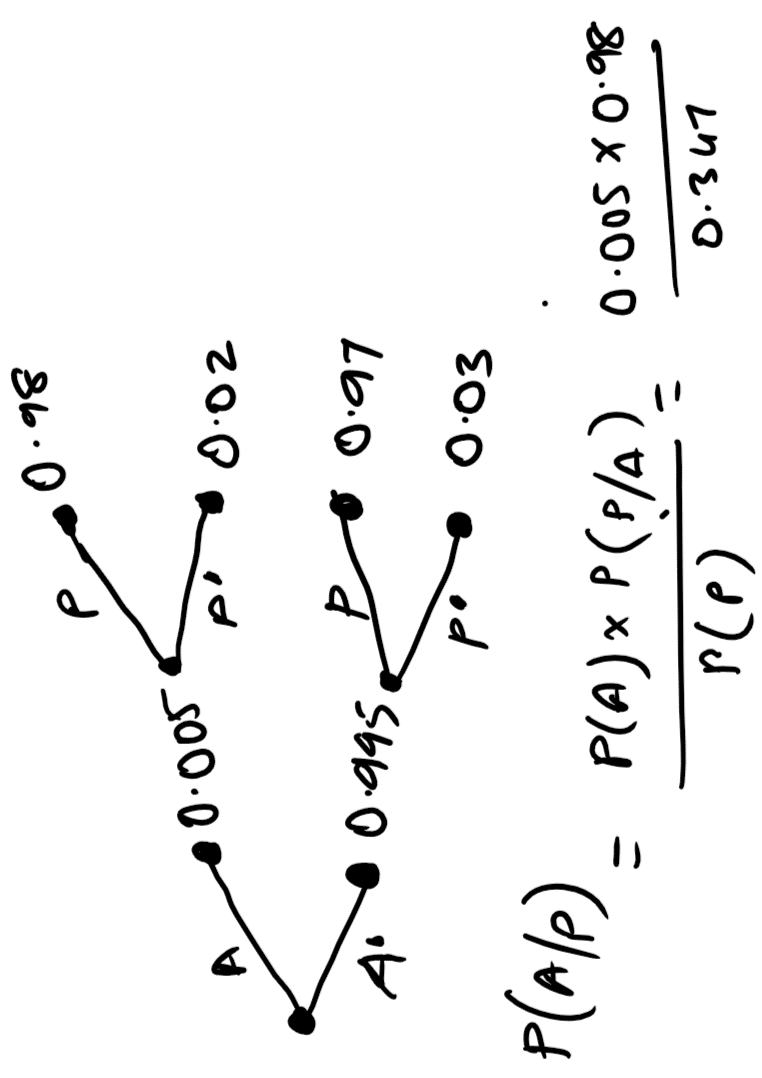 P 0.98
A 0.005
P' 0.02
P 0.97
A' 0.995
P' 0.03
P(A/P) = P(A) x P(P/A) / P(P) = 0.005 x 0.98 / 0.347